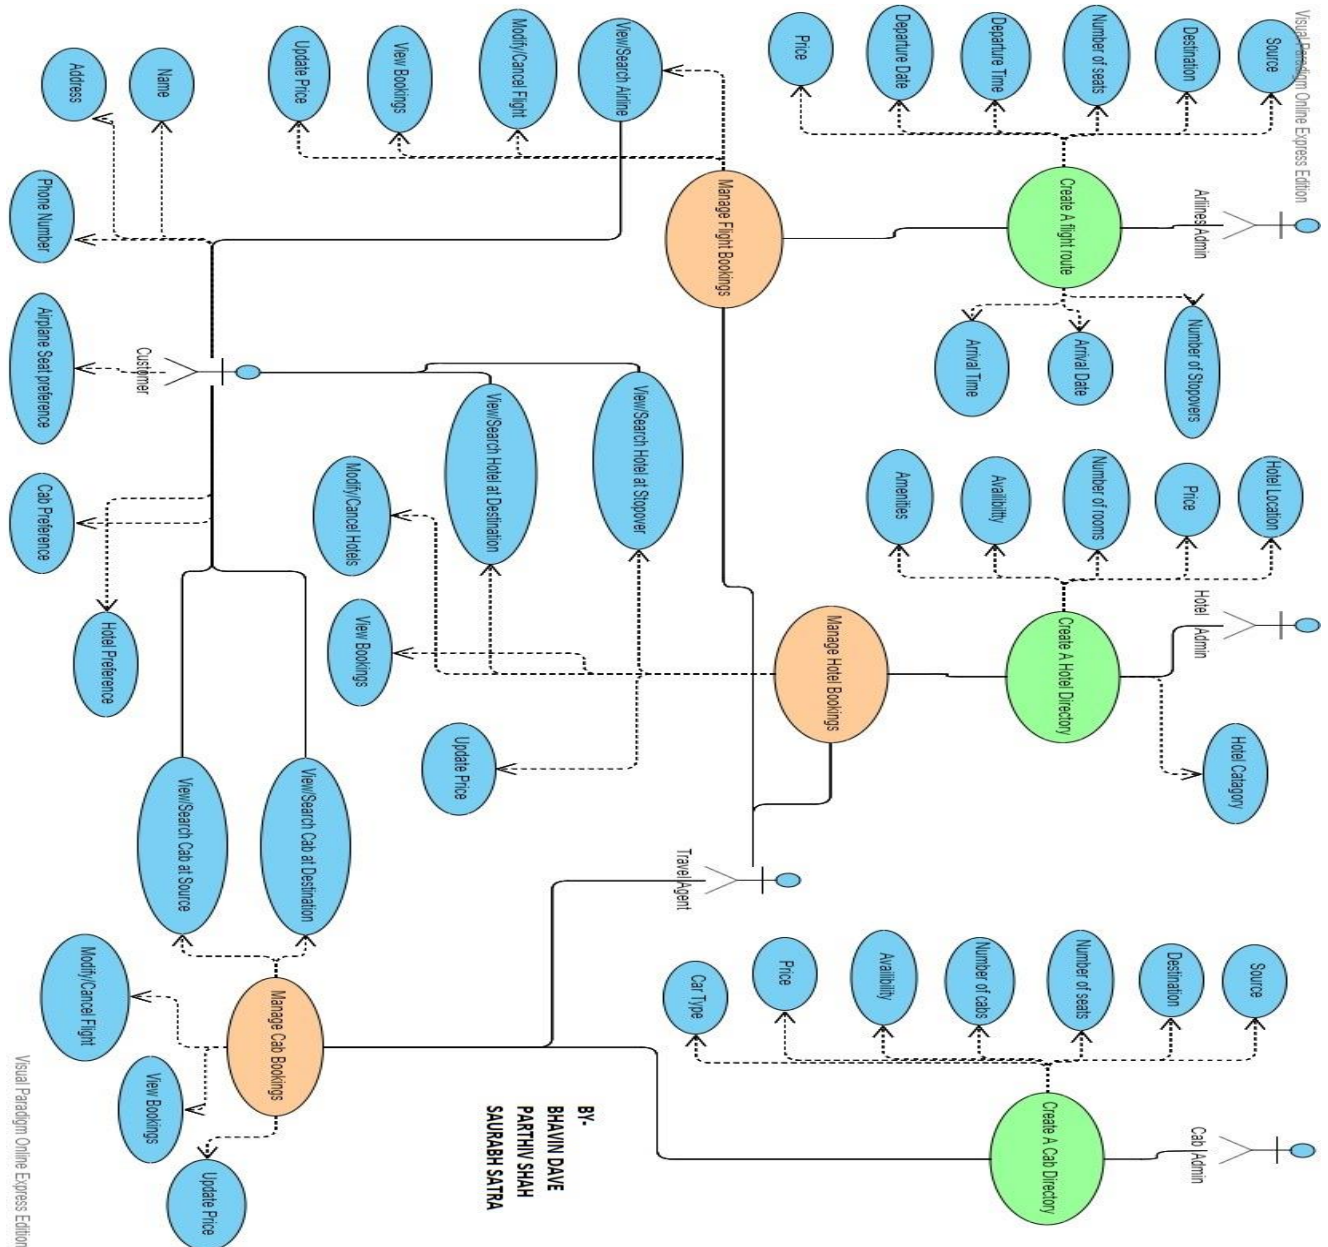 Visual Paradigm Online Express Edition
Arlines Admin
Hotel Admin
Cab Admin
Source
Destination
Number of seats
Departure Time
Departure Date
Price
Create A flight route
Number of Stopovers
Arrival Date
Arrival Time
Hotel Location
Price
Number of rooms
Availibiltty
Amenities
Create A Hotel Directory
Hotel Catagory
Source
Destination
Number of seats
Number of cabs
Availibility
Price
Car Type
Create A Cab Directory
Manage Flight Bookings
Manage Hotel Bookings
Travel Agent
View/Search Airline
Modify/Cancel Flight
View Bookings
Update Price
View/Search Hotel at Stopover
View/Search Hotel at Destination
Modify/Cancel Hotels
View Bookings
Update Price
BY-
BHAVIN DAVE
PARTHIV SHAH
SAURABH SATRA
Name
Address
Phone Number
Customer
Airplane Seat preference
Cab Preference
Hotel Preference
View/Search Cab at Destination
View/Search Cab at Source
Manage Cab Bookings
Modify/Cancel Flight
View Bookings
Update Price
Visual Paradigm Online Express Edition